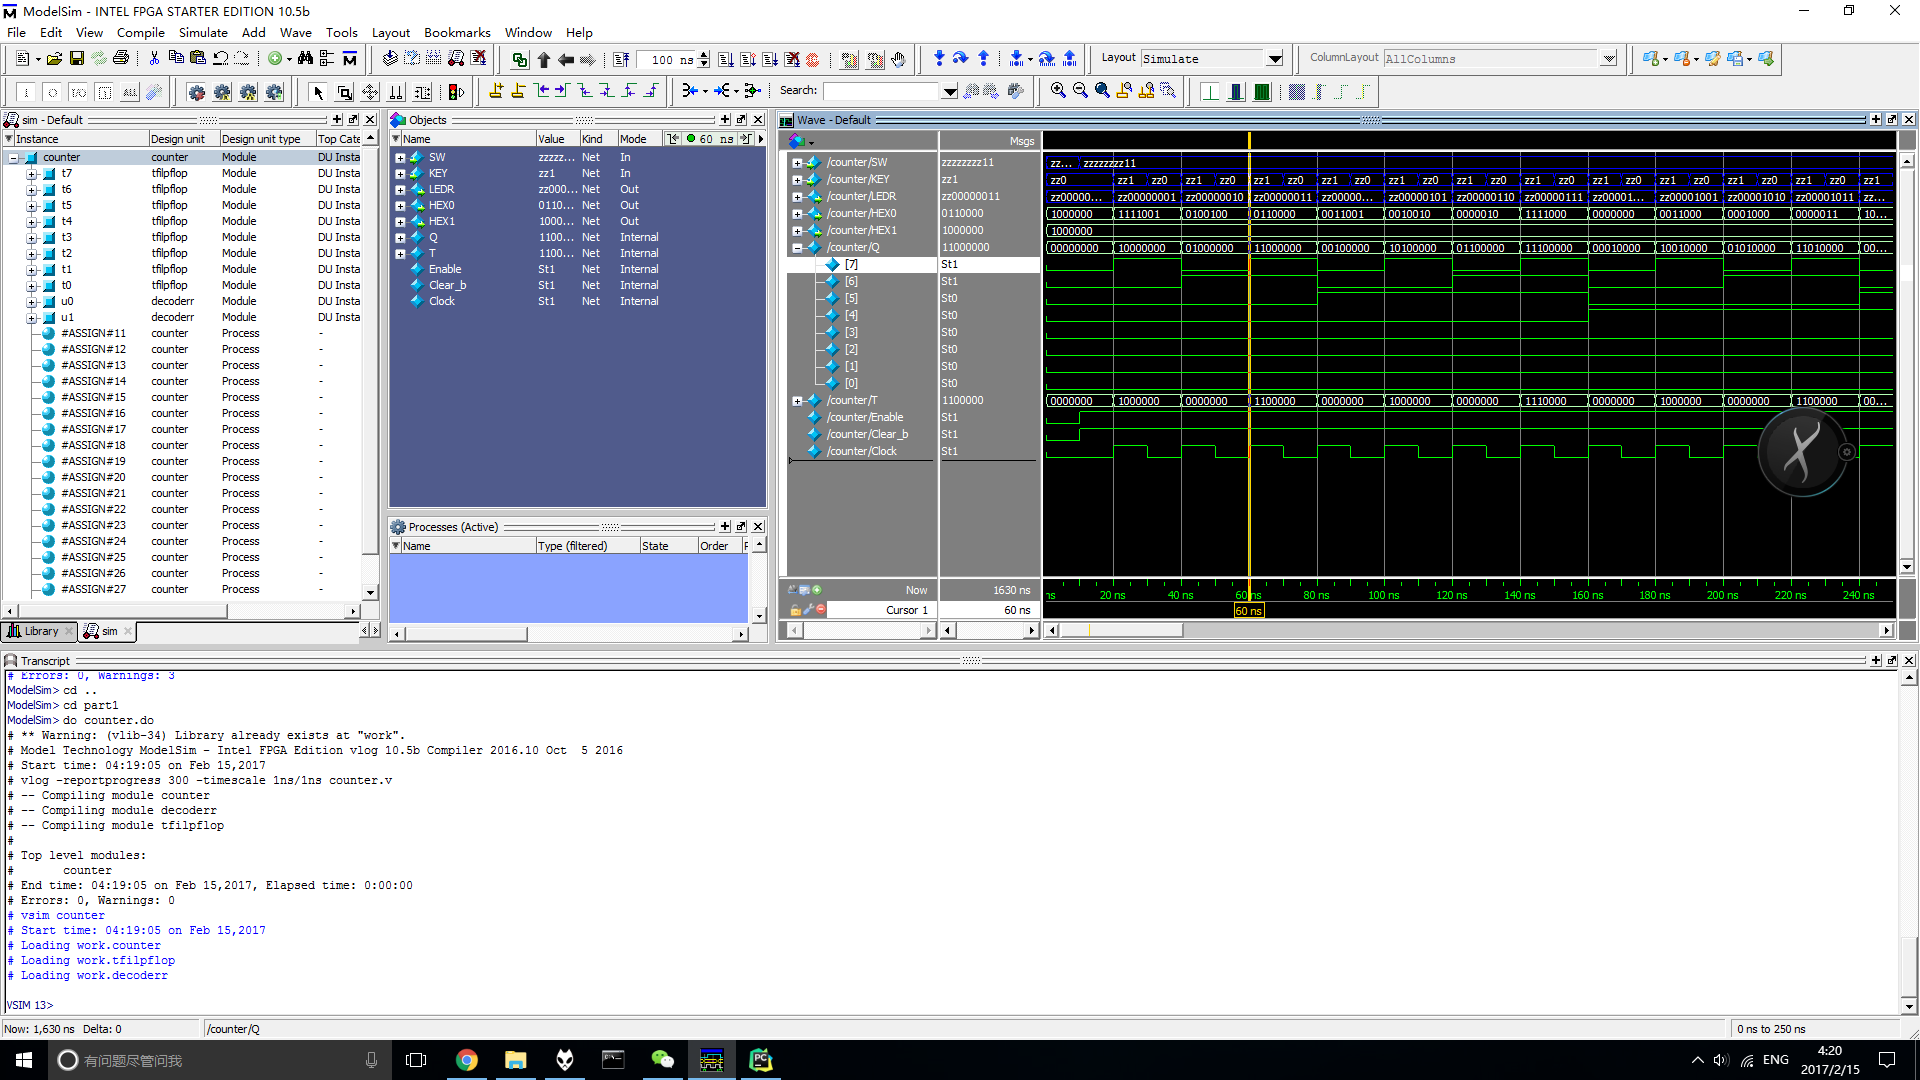 ModelSim - INTEL FPGA STARTER EDITION 10.5b
File Edit View Compile Simulate Add Wave Tools Layout Bookmarks Window Help
100 ns
Layout Simulate
ColumnLayout AllColumns
Search:
sim - Default
Instance Design unit Design unit type Top Cate
counter counter Module DU Insta
t7 tfilpflop Module DU Insta
t6 tfilpflop Module DU Insta
t5 tfilpflop Module DU Insta
t4 tfilpflop Module DU Insta
t3 tfilpflop Module DU Insta
t2 tfilpflop Module DU Insta
t1 tfilpflop Module DU Insta
t0 tfilpflop Module DU Insta
u0 decoderr Module DU Insta
u1 decoderr Module DU Insta
#ASSIGN#11 counter Process -
#ASSIGN#12 counter Process -
#ASSIGN#13 counter Process -
#ASSIGN#14 counter Process -
#ASSIGN#15 counter Process -
#ASSIGN#16 counter Process -
#ASSIGN#17 counter Process -
#ASSIGN#18 counter Process -
#ASSIGN#19 counter Process -
#ASSIGN#20 counter Process -
#ASSIGN#21 counter Process -
#ASSIGN#22 counter Process -
#ASSIGN#23 counter Process -
#ASSIGN#24 counter Process -
#ASSIGN#25 counter Process -
#ASSIGN#26 counter Process -
#ASSIGN#27 counter Process -
Library sim
Objects
Name Value Kind Mode 60 ns
SW zzzzz... Net In
KEY zz1 Net In
LEDR zz000... Net Out
HEX0 0110... Net Out
HEX1 1000... Net Out
Q 1100... Net Internal
T 1100... Net Internal
Enable St1 Net Internal
Clear_b St1 Net Internal
Clock St1 Net Internal
Processes (Active)
Name Type (filtered) State Order
Wave - Default
Msgs
/counter/SW zzzzzzzz11 zz... zzzzzzzz11
/counter/KEY zz1 zz0 zz1 zz0 zz1 zz0 zz1 zz0 zz1 zz0 zz1 zz0 zz1 zz0 zz1 zz0 zz1 zz0 zz1 zz0 zz1 zz0 zz1 zz0 zz1
/counter/LEDR zz00000011 zz00000... zz00000001 zz00000010 zz00000011 zz00001... zz00000101 zz00000110 zz00000111 zz00001... zz00001001 zz00001010 zz00001011 zz...
/counter/HEX0 0110000 1000000 1111001 0100100 0110000 0011001 0010010 0000010 1111000 0000000 0011000 0001000 0000011 10...
/counter/HEX1 1000000 1000000
/counter/Q 11000000 00000000 10000000 01000000 11000000 00100000 10100000 01100000 11100000 00010000 10010000 01010000 11010000 00...
[7] St1
[6] St1
[5] St0
[4] St0
[3] St0
[2] St0
[1] St0
[0] St0
/counter/T 1100000 0000000 1000000 0000000 1100000 0000000 1000000 0000000 1110000 0000000 1000000 0000000 1100000 00...
/counter/Enable St1
/counter/Clear_b St1
/counter/Clock St1
Now 1630 ns
ns 20 ns 40 ns 60 ns 80 ns 100 ns 120 ns 140 ns 160 ns 180 ns 200 ns 220 ns 240 ns
Cursor 1 60 ns 60 ns
Transcript
# Errors: 0, Warnings: 3
ModelSim> cd ..
ModelSim> cd part1
ModelSim> do counter.do
# ** Warning: (vlib-34) Library already exists at "work".
# Model Technology ModelSim - Intel FPGA Edition vlog 10.5b Compiler 2016.10 Oct  5 2016
# Start time: 04:19:05 on Feb 15,2017
# vlog -reportprogress 300 -timescale 1ns/1ns counter.v
# -- Compiling module counter
# -- Compiling module decoderr
# -- Compiling module tfilpflop
#
# Top level modules:
#       counter
# End time: 04:19:05 on Feb 15,2017, Elapsed time: 0:00:00
# Errors: 0, Warnings: 0
# vsim counter
# Start time: 04:19:05 on Feb 15,2017
# Loading work.counter
# Loading work.tfilpflop
# Loading work.decoderr
VSIM 13>
Now: 1,630 ns Delta: 0 /counter/Q 0 ns to 250 ns
有问题尽管问我
ENG
4:20
2017/2/15